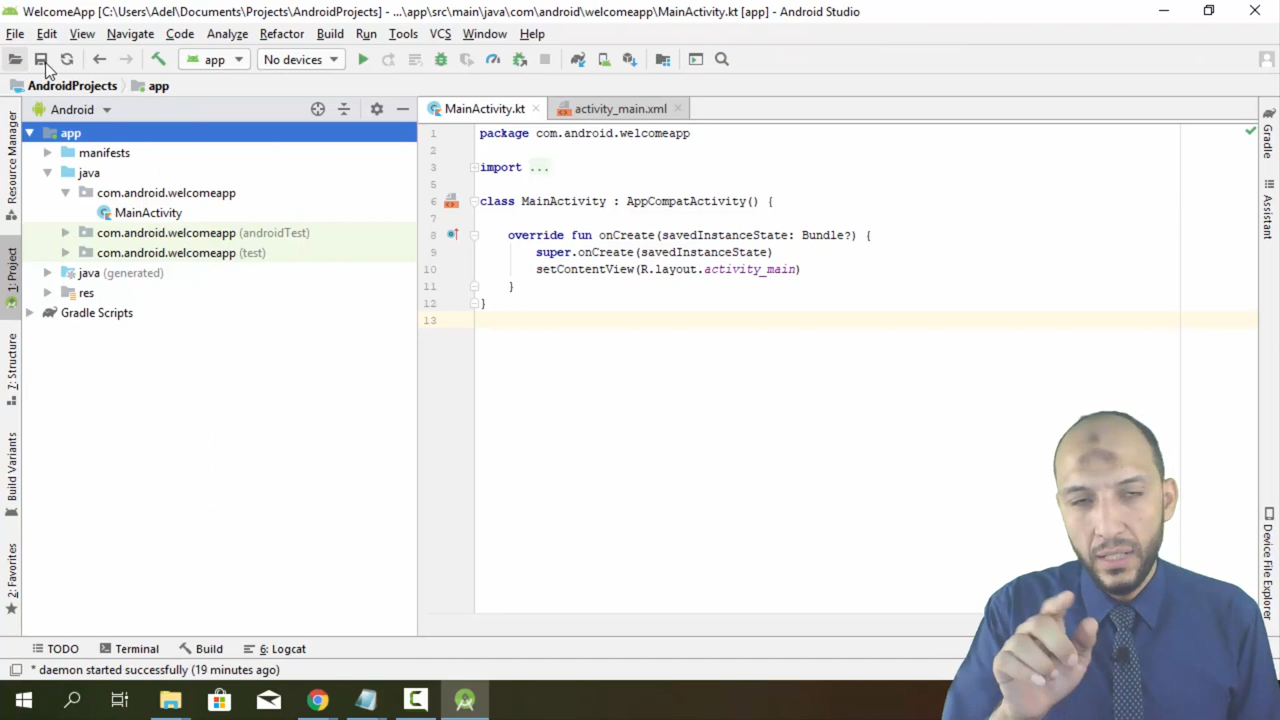 WelcomeApp [C:\Users\Adel\Documents\Projects\AndroidProjects] - ...\app\src\main\java\com\android\welcomeapp\MainActivity.kt [app] - Android Studio
File Edit View Navigate Code Analyze Refactor Build Run Tools VCS Window Help
app No devices
AndroidProjects app
Android
MainActivity.kt activity_main.xml
app
manifests
java
com.android.welcomeapp
MainActivity
com.android.welcomeapp (androidTest)
com.android.welcomeapp (test)
java (generated)
res
Gradle Scripts
1 package com.android.welcomeapp
2
3 import ...
5
6 class MainActivity : AppCompatActivity() {
7
8 override fun onCreate(savedInstanceState: Bundle?) {
9 super.onCreate(savedInstanceState)
10 setContentView(R.layout.activity_main)
11 }
12 }
13
Resource Manager
1: Project
7: Structure
Build Variants
2: Favorites
Gradle
Assistant
Device File Explorer
TODO Terminal Build 6: Logcat
* daemon started successfully (19 minutes ago)